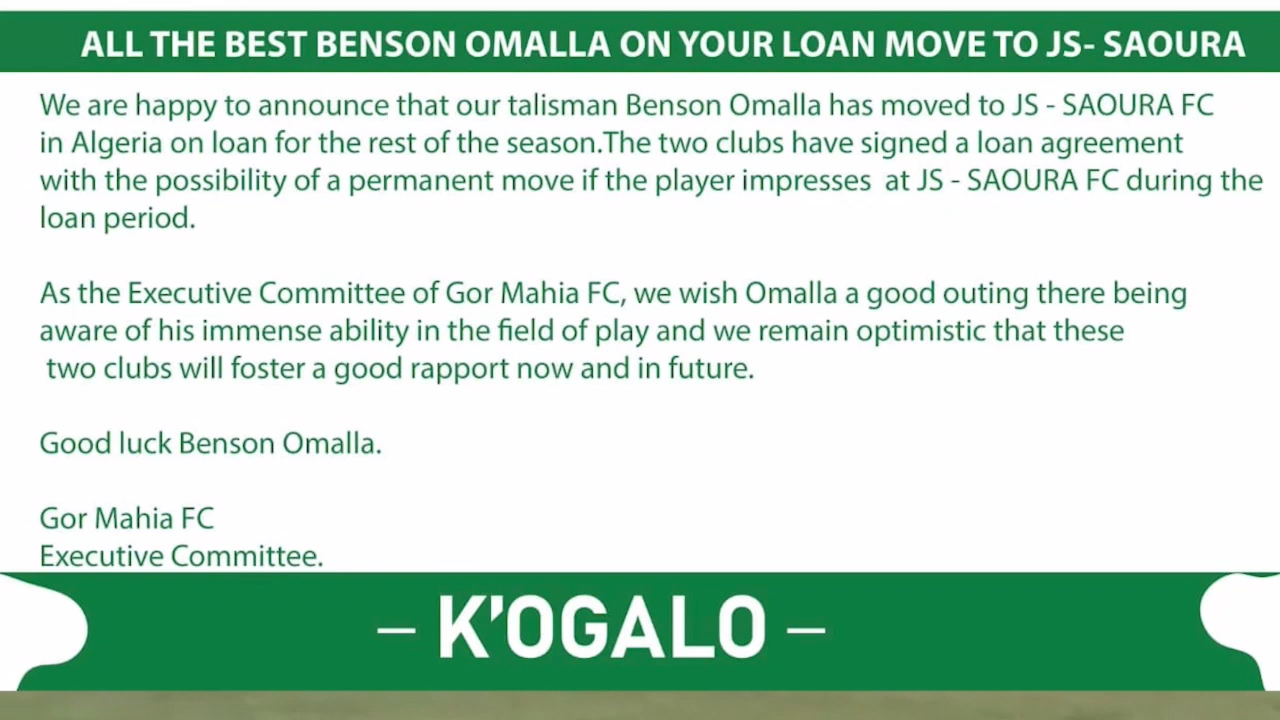 ALL THE BEST BENSON OMALLA ON YOUR LOAN MOVE TO JS- SAOURA
We are happy to announce that our talisman Benson Omalla has moved to JS - SAOURA FC
in Algeria on loan for the rest of the season.The two clubs have signed a loan agreement
with the possibility of a permanent move if the player impresses  at JS - SAOURA FC during the
loan period.
As the Executive Committee of Gor Mahia FC, we wish Omalla a good outing there being
aware of his immense ability in the field of play and we remain optimistic that these
two clubs will foster a good rapport now and in future.
Good luck Benson Omalla.
Gor Mahia FC
Executive Committee.
– K'OGALO –